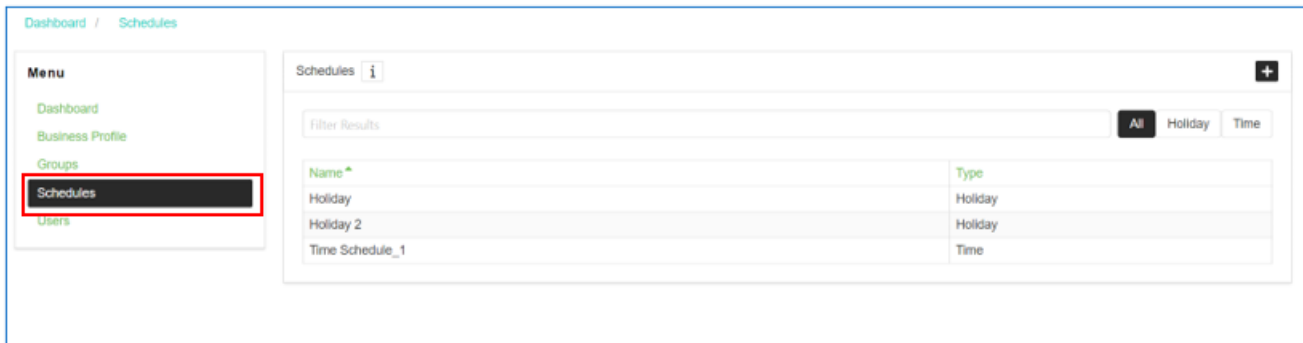 Dashboard / Schedules
Menu
Dashboard
Business Profile
Groups
Schedules
Users
Schedules i
+
Filter Results
All Holiday Time
Name Type
Holiday Holiday
Holiday 2 Holiday
Time Schedule_1 Time